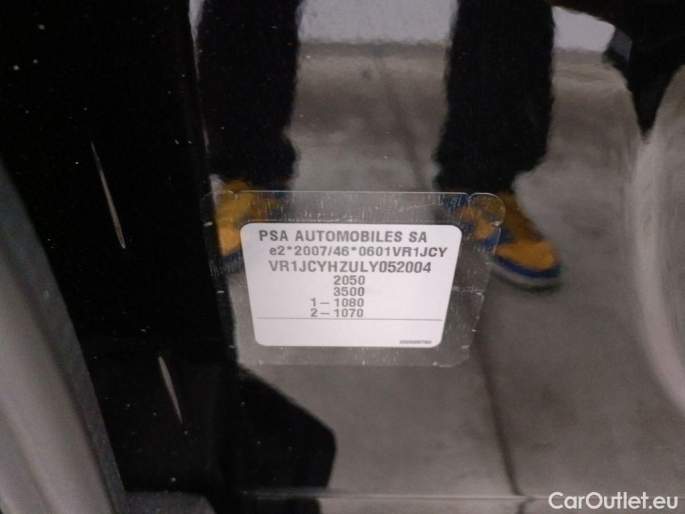 PSA AUTOMOBILES SA
e2*2007/46*0601VR1JCY
VR1JCYHZULY052004
2050
3500
1– 1080
2– 1070
CarOutlet.eu